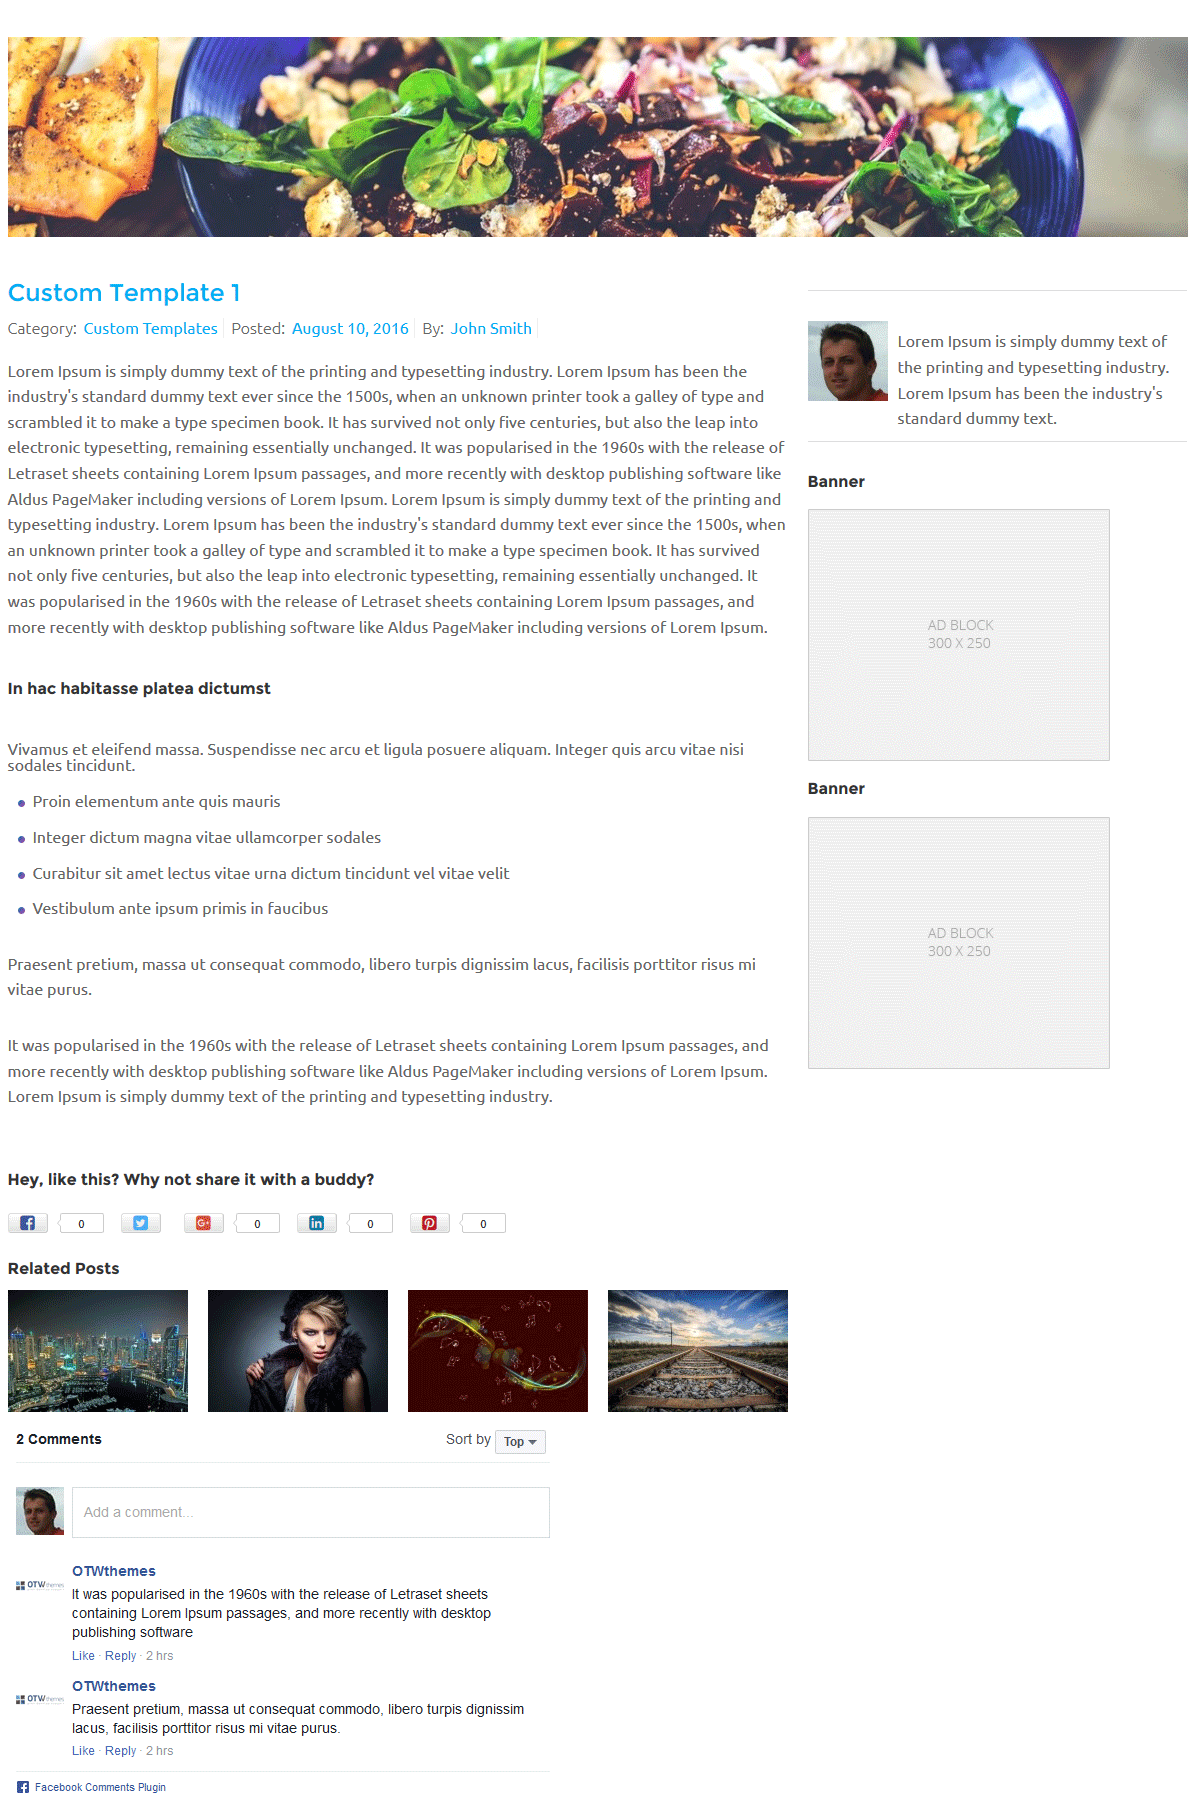 Custom Template 1
Category: Custom Templates Posted: August 10, 2016 By: John Smith
Lorem Ipsum is simply dummy text of the printing and typesetting industry. Lorem Ipsum has been the
industry's standard dummy text ever since the 1500s, when an unknown printer took a galley of type and
scrambled it to make a type specimen book. It has survived not only five centuries, but also the leap into
electronic typesetting, remaining essentially unchanged. It was popularised in the 1960s with the release of
Letraset sheets containing Lorem Ipsum passages, and more recently with desktop publishing software like
Aldus PageMaker including versions of Lorem Ipsum. Lorem Ipsum is simply dummy text of the printing and
typesetting industry. Lorem Ipsum has been the industry's standard dummy text ever since the 1500s, when
an unknown printer took a galley of type and scrambled it to make a type specimen book. It has survived
not only five centuries, but also the leap into electronic typesetting, remaining essentially unchanged. It
was popularised in the 1960s with the release of Letraset sheets containing Lorem Ipsum passages, and
more recently with desktop publishing software like Aldus PageMaker including versions of Lorem Ipsum.
In hac habitasse platea dictumst
Vivamus et eleifend massa. Suspendisse nec arcu et ligula posuere aliquam. Integer quis arcu vitae nisi
sodales tincidunt.
Proin elementum ante quis mauris
Integer dictum magna vitae ullamcorper sodales
Curabitur sit amet lectus vitae urna dictum tincidunt vel vitae velit
Vestibulum ante ipsum primis in faucibus
Praesent pretium, massa ut consequat commodo, libero turpis dignissim lacus, facilisis porttitor risus mi
vitae purus.
It was popularised in the 1960s with the release of Letraset sheets containing Lorem Ipsum passages, and
more recently with desktop publishing software like Aldus PageMaker including versions of Lorem Ipsum.
Lorem Ipsum is simply dummy text of the printing and typesetting industry.
Hey, like this? Why not share it with a buddy?
0 0 0 0
Related Posts
2 Comments Sort by Top
Add a comment...
OTWthemes
OTWthemes
It was popularised in the 1960s with the release of Letraset sheets
containing Lorem Ipsum passages, and more recently with desktop
publishing software
Like · Reply · 2 hrs
OTWthemes
OTWthemes
Praesent pretium, massa ut consequat commodo, libero turpis dignissim
lacus, facilisis porttitor risus mi vitae purus.
Like · Reply · 2 hrs
Facebook Comments Plugin
Lorem Ipsum is simply dummy text of
the printing and typesetting industry.
Lorem Ipsum has been the industry's
standard dummy text.
Banner
AD BLOCK
300 X 250
Banner
AD BLOCK
300 X 250